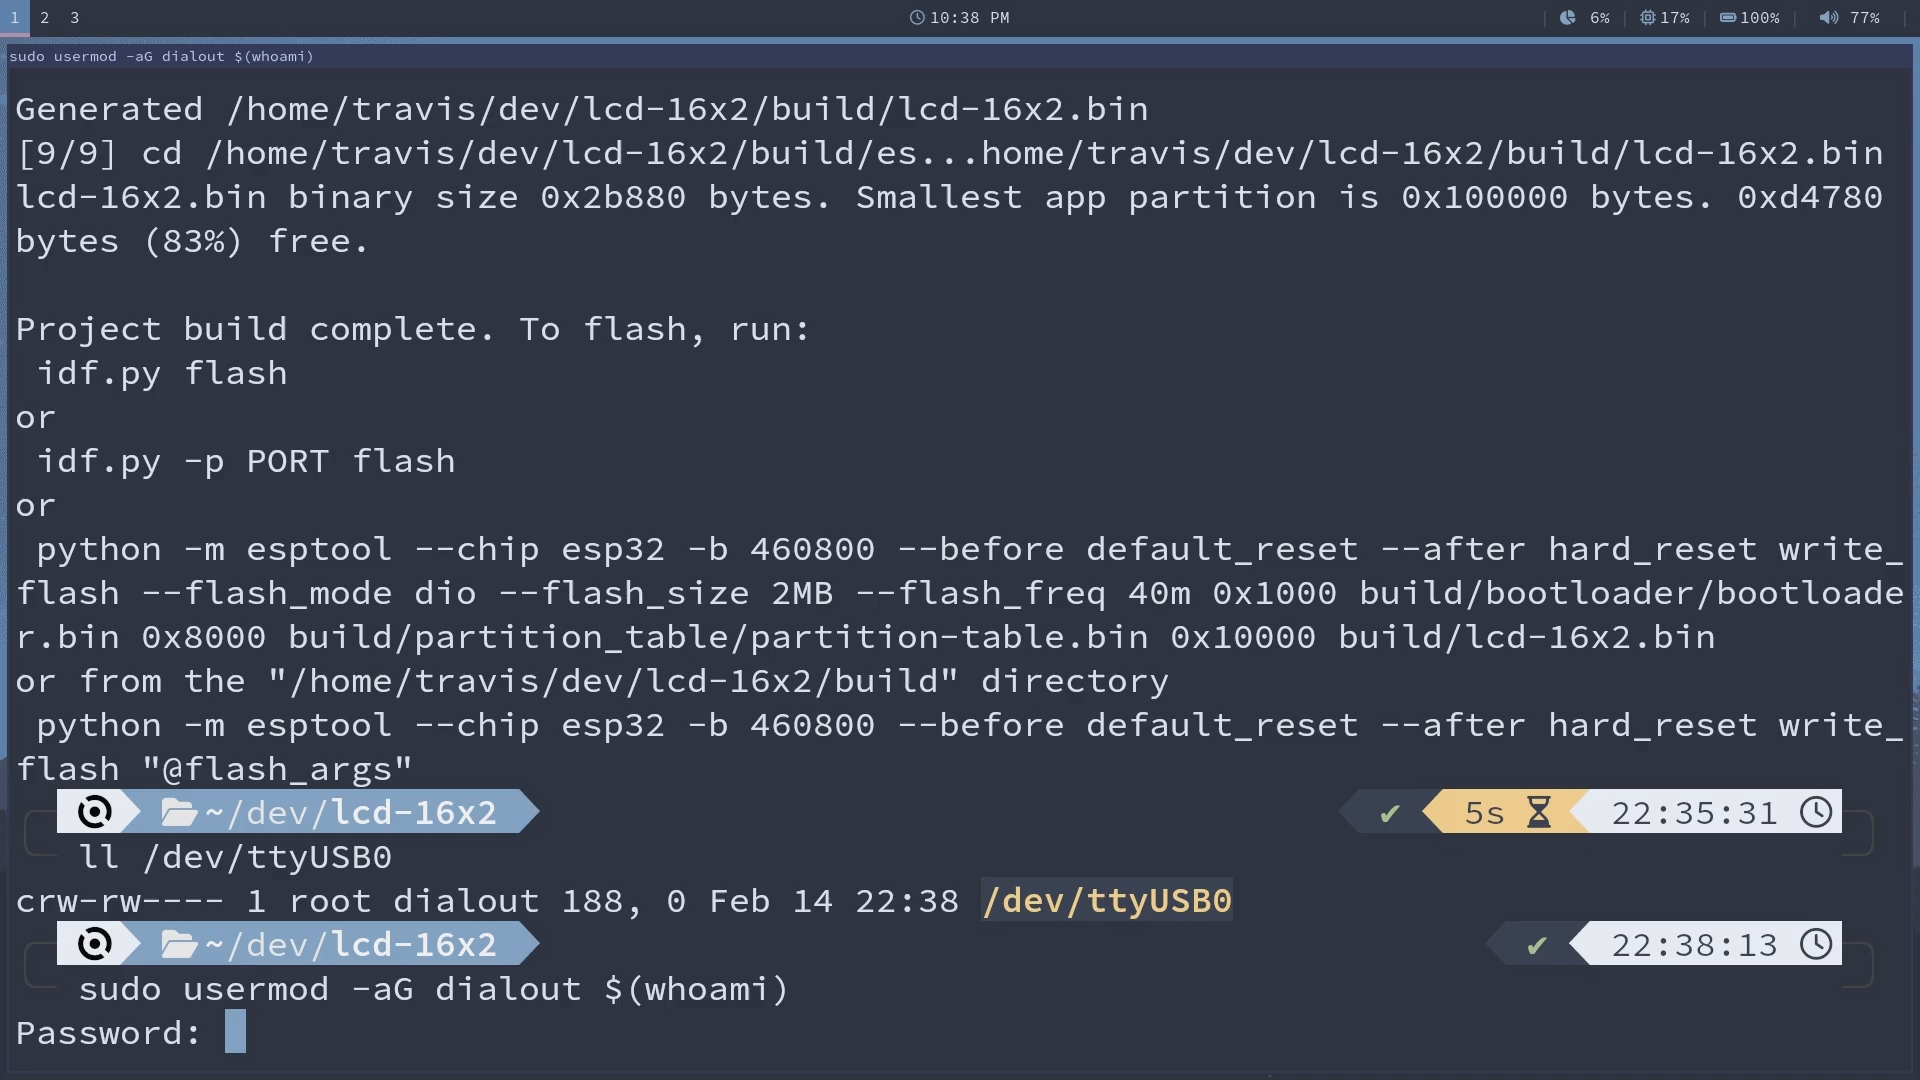 1 2 3 10:38 PM 6% 17% 100% 77%
sudo usermod -aG dialout $(whoami)
Generated /home/travis/dev/lcd-16x2/build/lcd-16x2.bin
[9/9] cd /home/travis/dev/lcd-16x2/build/es...home/travis/dev/lcd-16x2/build/lcd-16x2.bin
lcd-16x2.bin binary size 0x2b880 bytes. Smallest app partition is 0x100000 bytes. 0xd4780
bytes (83%) free.
Project build complete. To flash, run:
idf.py flash
or
idf.py -p PORT flash
or
python -m esptool --chip esp32 -b 460800 --before default_reset --after hard_reset write_
flash --flash_mode dio --flash_size 2MB --flash_freq 40m 0x1000 build/bootloader/bootloade
r.bin 0x8000 build/partition_table/partition-table.bin 0x10000 build/lcd-16x2.bin
or from the "/home/travis/dev/lcd-16x2/build" directory
python -m esptool --chip esp32 -b 460800 --before default_reset --after hard_reset write_
flash "@flash_args"
~/dev/lcd-16x2 ✔ 5s 22:35:31
ll /dev/ttyUSB0
crw-rw---- 1 root dialout 188, 0 Feb 14 22:38 /dev/ttyUSB0
~/dev/lcd-16x2 ✔ 22:38:13
sudo usermod -aG dialout $(whoami)
Password: